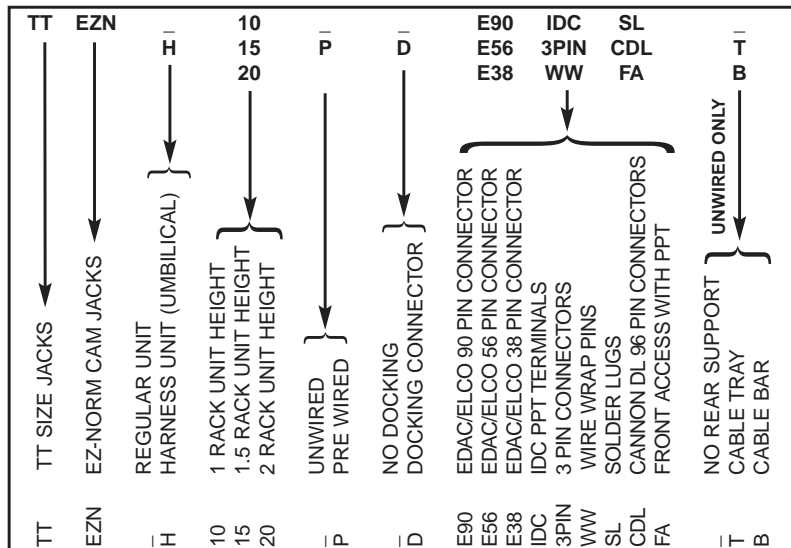 TT EZN _ 10 _ _ E90 IDC SL _
H 15 P D E56 3PIN CDL T
20 E38 WW FA B
UNWIRED ONLY
TT SIZE JACKS
EZ-NORM CAM JACKS
REGULAR UNIT
HARNESS UNIT (UMBILICAL)
1 RACK UNIT HEIGHT
1.5 RACK UNIT HEIGHT
2 RACK UNIT HEIGHT
UNWIRED
PRE WIRED
NO DOCKING
DOCKING CONNECTOR
EDAC/ELCO 90 PIN CONNECTOR
EDAC/ELCO 56 PIN CONNECTOR
EDAC/ELCO 38 PIN CONNECTOR
IDC PPT TERMINALS
3 PIN CONNECTORS
WIRE WRAP PINS
SOLDER LUGS
CANNON DL 96 PIN CONNECTORS
FRONT ACCESS WITH PPT
NO REAR SUPPORT
CABLE TRAY
CABLE BAR
TT
EZN
_
H
10
15
20
_
P
_
D
E90
E56
E38
IDC
3PIN
WW
SL
CDL
FA
_
T
B